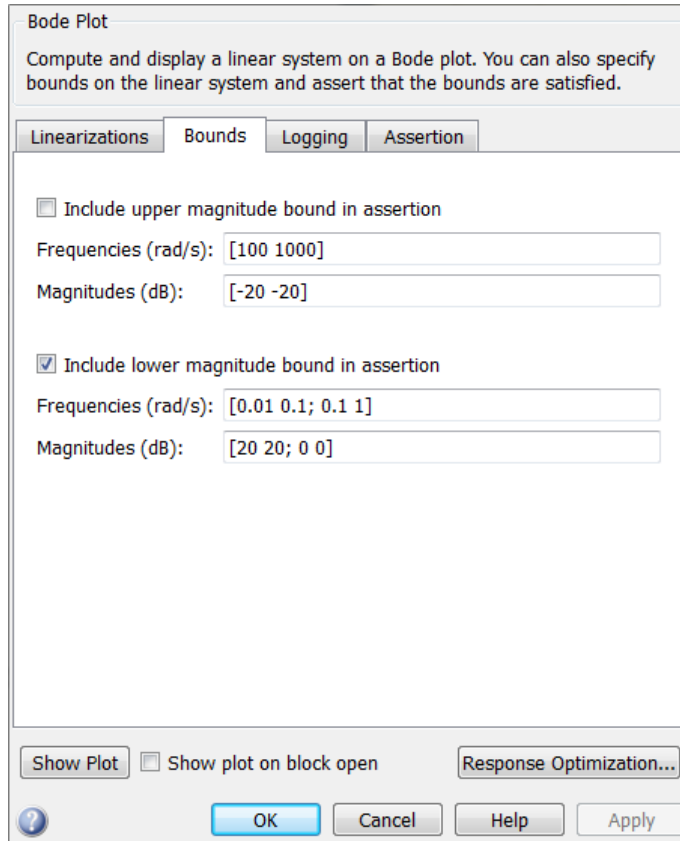 Bode Plot
Compute and display a linear system on a Bode plot. You can also specify
bounds on the linear system and assert that the bounds are satisfied.
Linearizations Bounds Logging Assertion
Include upper magnitude bound in assertion
Frequencies (rad/s): [100 1000]
Magnitudes (dB): [-20 -20]
Include lower magnitude bound in assertion
Frequencies (rad/s): [0.01 0.1; 0.1 1]
Magnitudes (dB): [20 20; 0 0]
Show Plot Show plot on block open Response Optimization...
? OK Cancel Help Apply